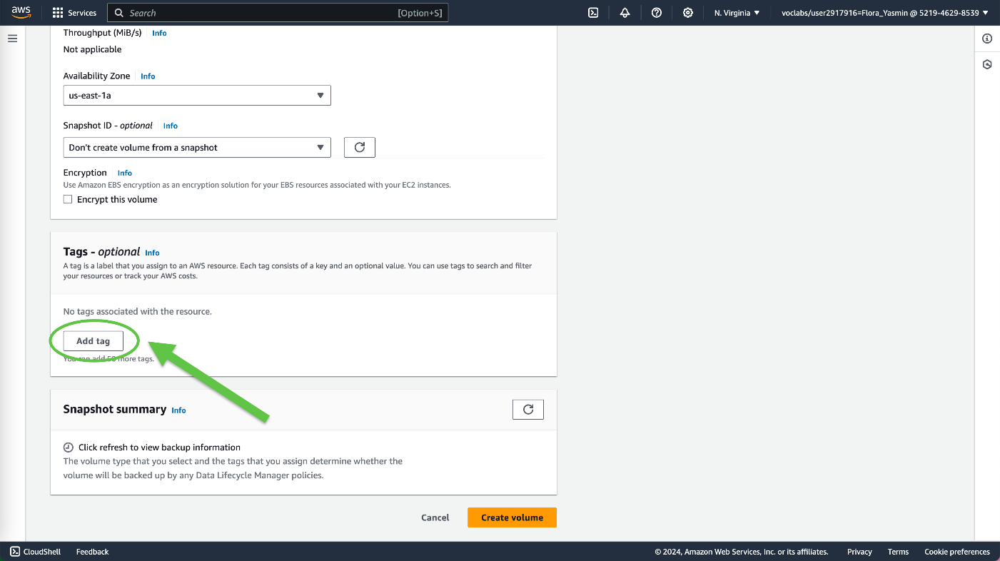 aws
Services
Search
[Option+S]
N. Virginia
voclabs/user2917916=Flora_Yasmin @ 5219-4629-8539
Throughput (MiB/s) Info
Not applicable
Availability Zone Info
us-east-1a
Snapshot ID - optional Info
Don't create volume from a snapshot
Encryption Info
Use Amazon EBS encryption as an encryption solution for your EBS resources associated with your EC2 instances.
Encrypt this volume
Tags - optional Info
A tag is a label that you assign to an AWS resource. Each tag consists of a key and an optional value. You can use tags to search and filter
your resources or track your AWS costs.
No tags associated with the resource.
Add tag
You can add 50 more tags.
Snapshot summary Info
Click refresh to view backup information
The volume type that you select and the tags that you assign determine whether the
volume will be backed up by any Data Lifecycle Manager policies.
Cancel
Create volume
CloudShell
Feedback
© 2024, Amazon Web Services, Inc. or its affiliates.
Privacy
Terms
Cookie preferences